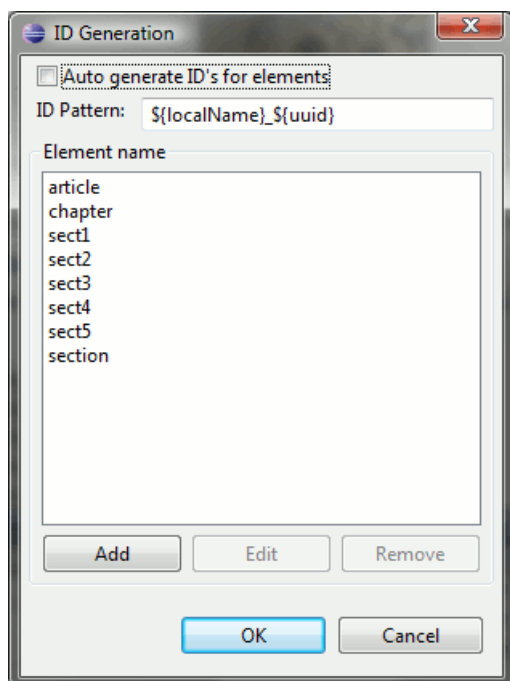 ID Generation
Auto generate ID's for elements
ID Pattern: ${localName}_${uuid}
Element name
article
chapter
sect1
sect2
sect3
sect4
sect5
section
Add Edit Remove
OK Cancel